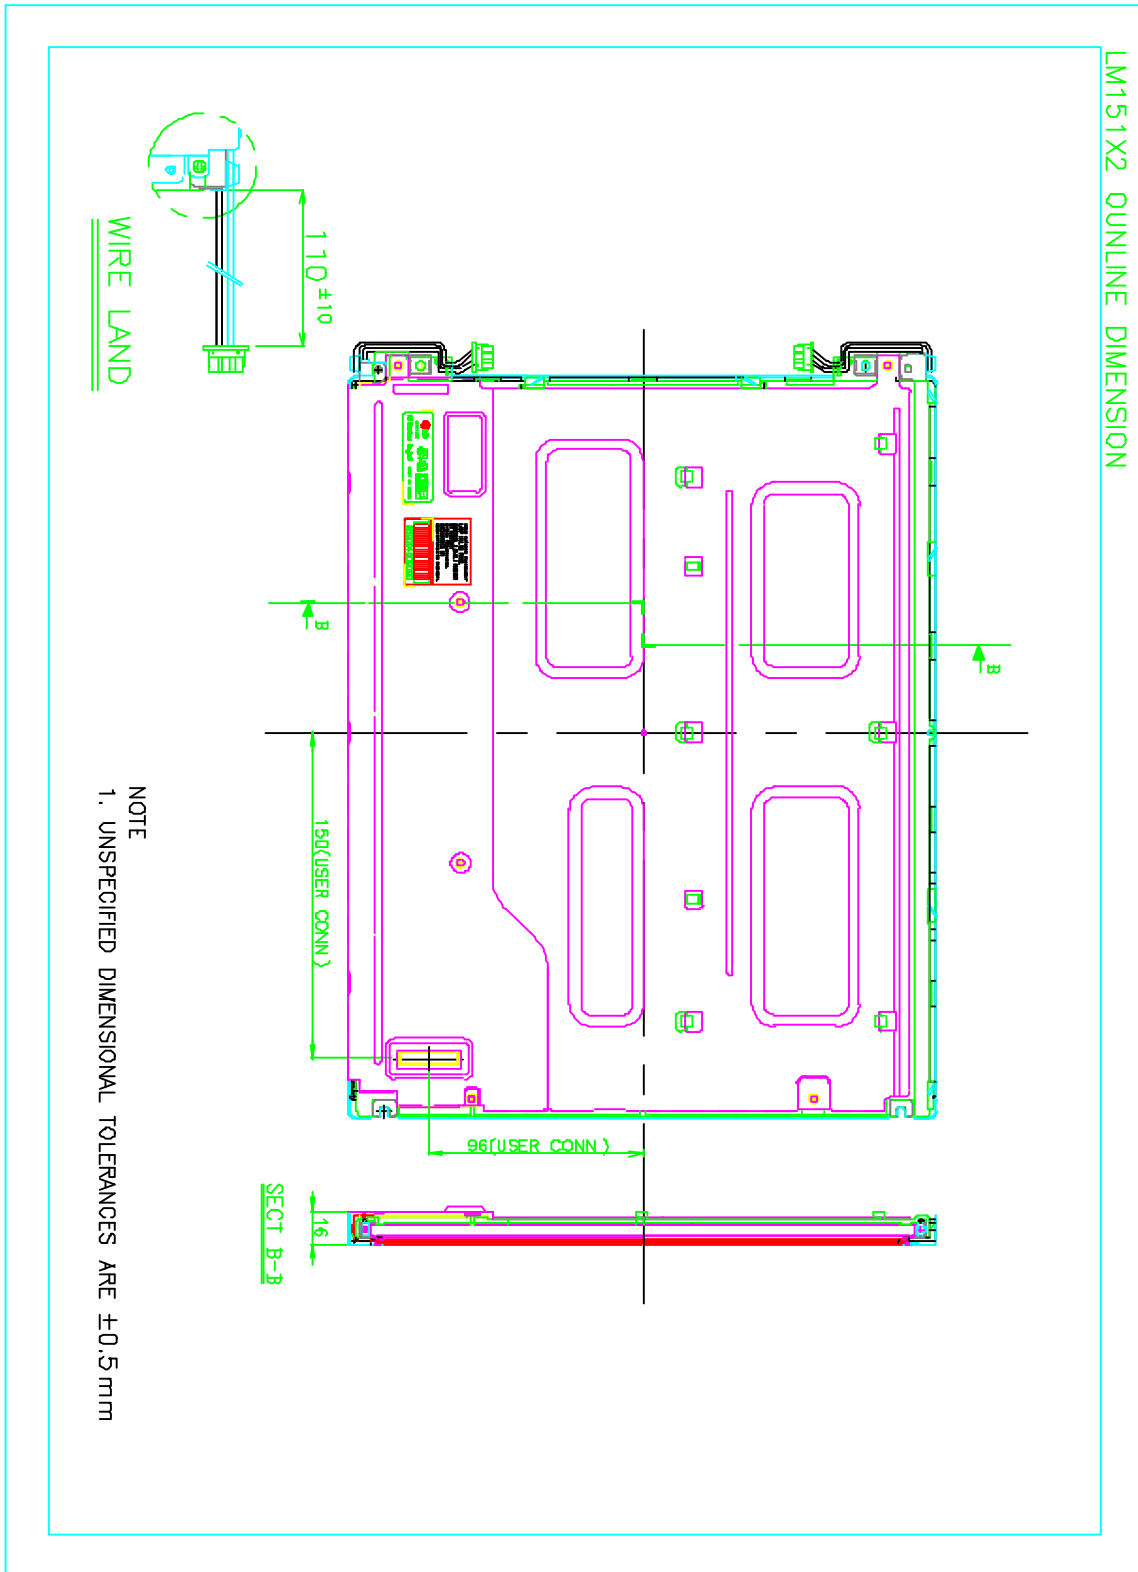 LM151X2 OUNLINE DIMENSION
110 ±10
WIRE LAND
B
B
150(USER CONN )
96(USER CONN )
16
SECT B-B
NOTE
1. UNSPECIFIED DIMENSIONAL TOLERANCES ARE ±0.5mm